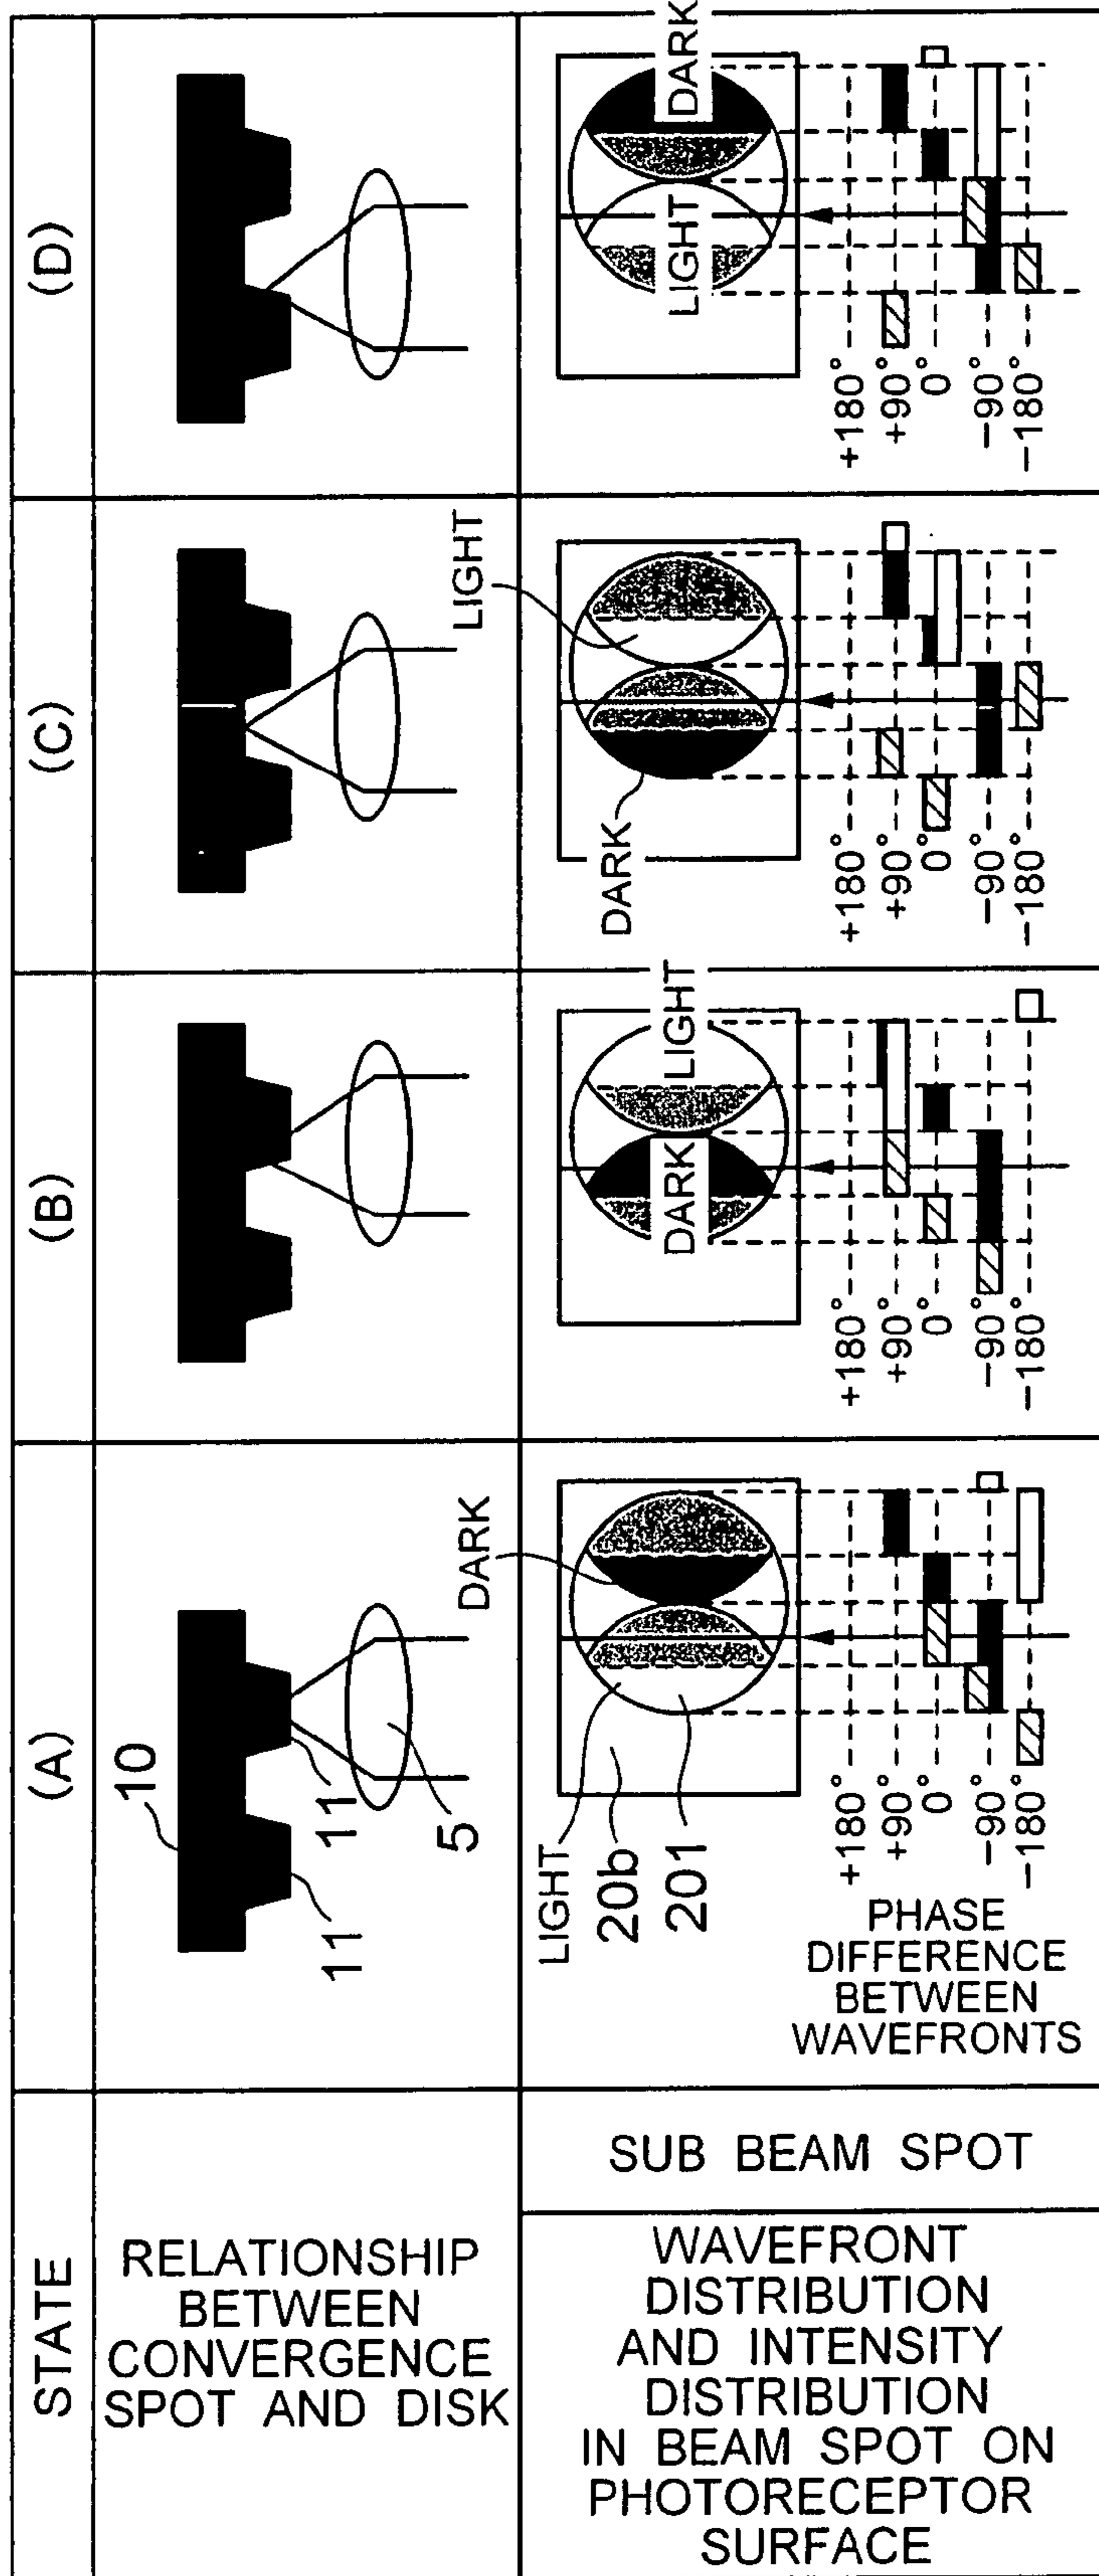 STATE
(A)
(B)
(C)
(D)
RELATIONSHIP
BETWEEN
CONVERGENCE
SPOT AND DISK
10
11
11
5
WAVEFRONT
DISTRIBUTION
AND INTENSITY
DISTRIBUTION
IN BEAM SPOT ON
PHOTORECEPTOR
SURFACE
SUB BEAM SPOT
LIGHT
DARK
20b
201
PHASE
DIFFERENCE
BETWEEN
WAVEFRONTS
+180°
+90°
0°
−90°
−180°
DARK
LIGHT
+180°
+90°
0°
−90°
−180°
DARK
LIGHT
+180°
+90°
0°
−90°
−180°
LIGHT
DARK
+180°
+90°
0°
−90°
−180°